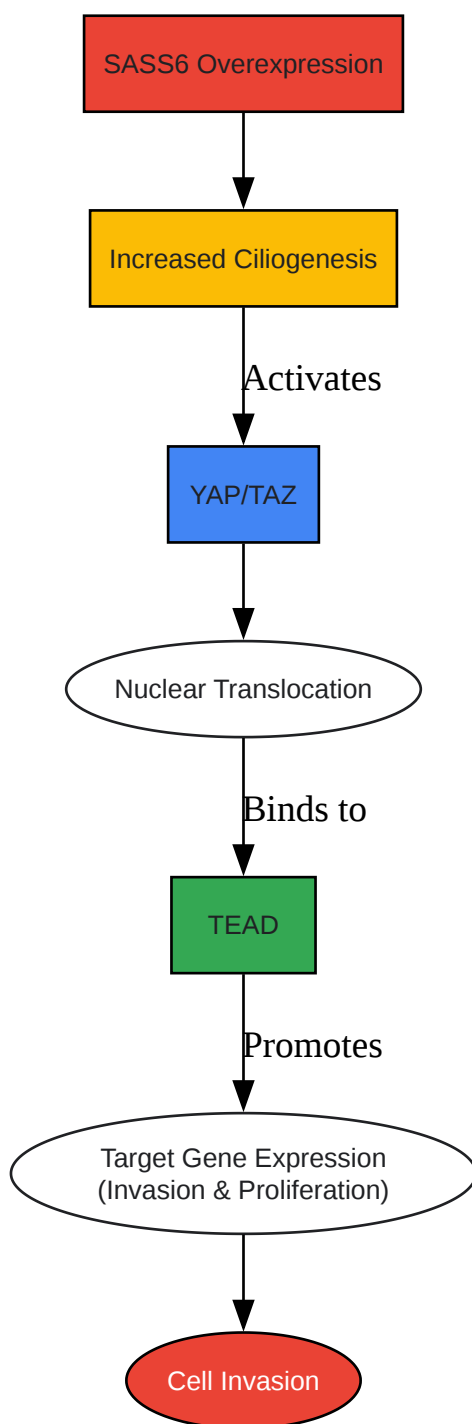 SASS6 Overexpression
Increased Ciliogenesis
Activates
YAP/TAZ
Nuclear Translocation
Binds to
TEAD
Promotes
Target Gene Expression
(Invasion & Proliferation)
Cell Invasion